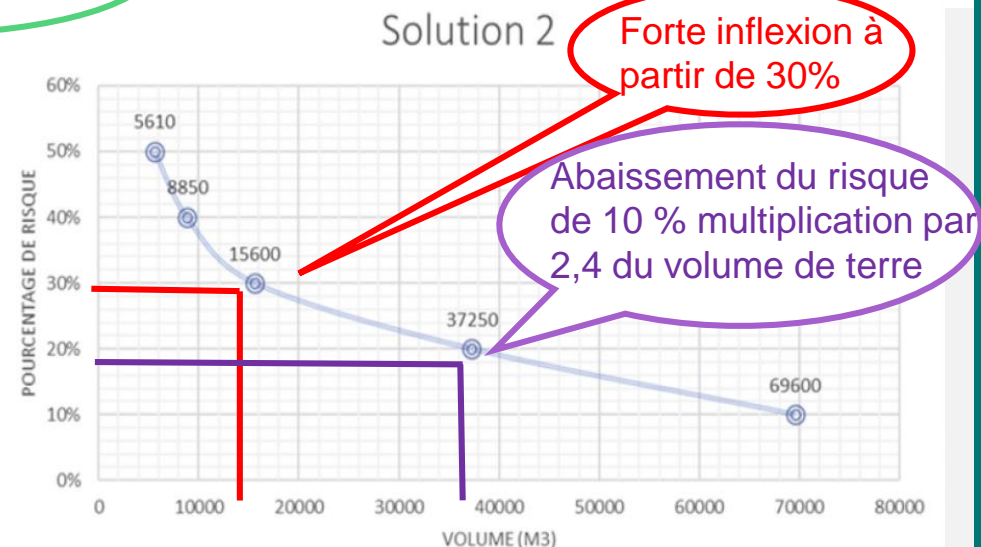 Solution 2
Forte inflexion à
partir de 30%
Abaissement du risque
de 10 % multiplication par
2,4 du volume de terre
POURCENTAGE DE RISQUE
60%
50%
40%
30%
20%
10%
0%
5610
8850
15600
37250
69600
0 10000 20000 30000 40000 50000 60000 70000 80000
VOLUME (M3)